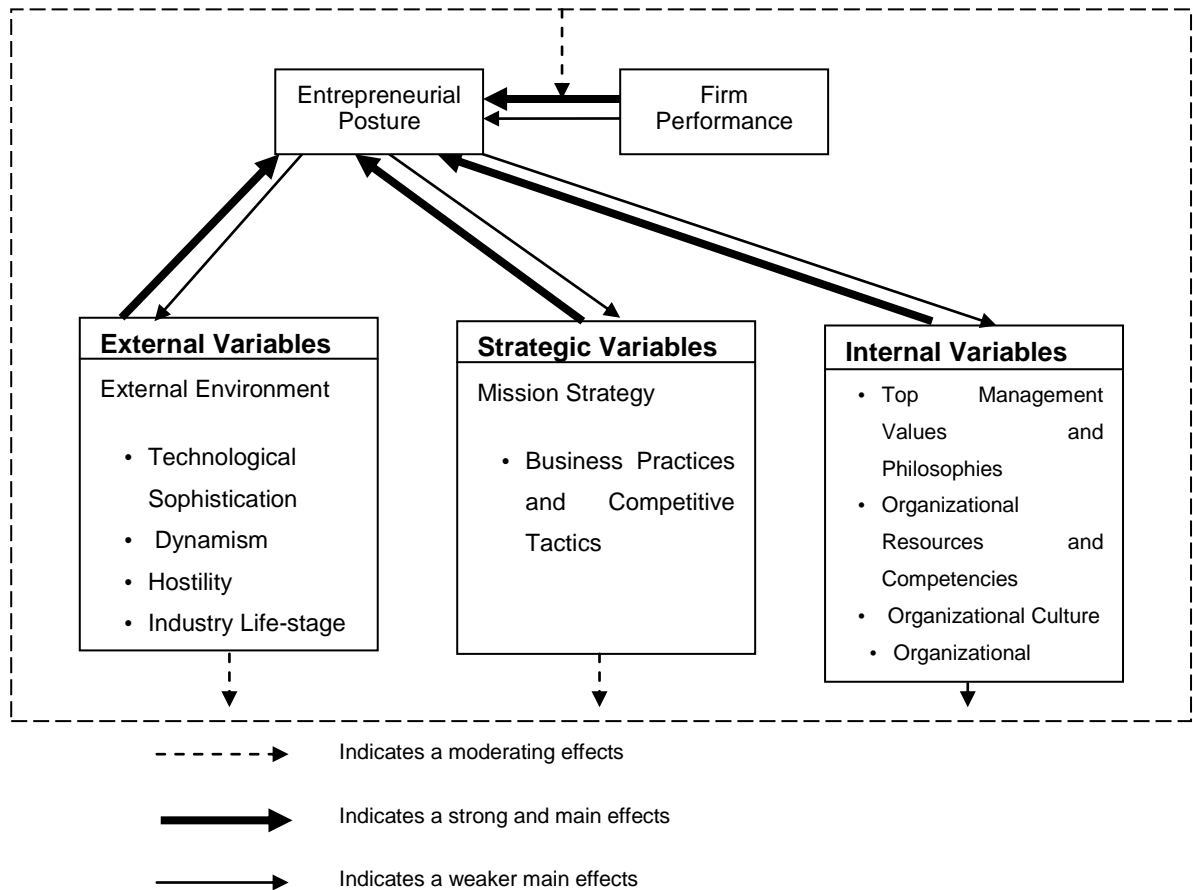 Entrepreneurial
Posture
Firm
Performance
External Variables
External Environment
• Technological
Sophistication
• Dynamism
• Hostility
• Industry Life-stage
Strategic Variables
Mission Strategy
• Business Practices
and Competitive
Tactics
Internal Variables
• Top Management
Values and
Philosophies
• Organizational
Resources and
Competencies
• Organizational Culture
• Organizational
Indicates a moderating effects
Indicates a strong and main effects
Indicates a weaker main effects